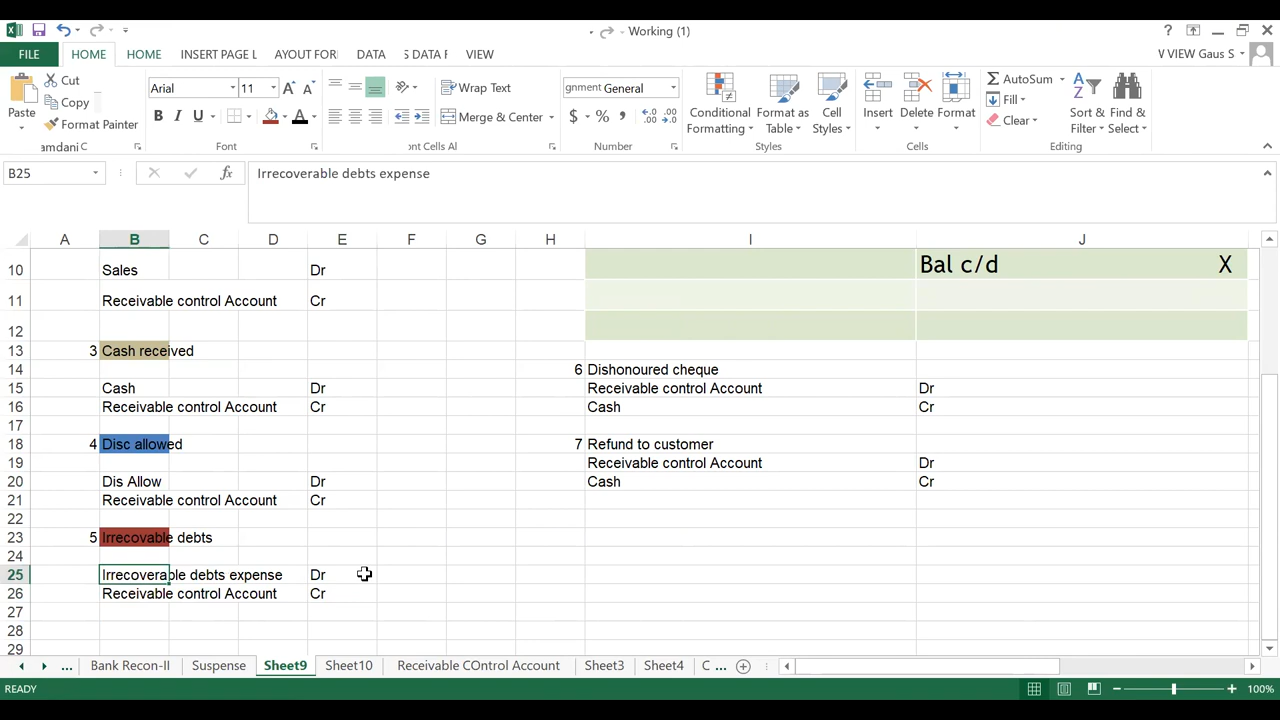 Working (1)
FILE HOME HOME INSERT PAGE L AYOUT FOR DATA S DATA F VIEW V VIEW Gaus S
Paste Cut Copy Format Painter
Arial 11
B I U A
Wrap Text
Merge & Center
gnment General
$ % ,
Conditional Formatting
Format as Table
Cell Styles
Insert
Delete
Format
AutoSum
Fill
Clear
Sort & Filter
Find & Select
amdani C Font Font Cells Al Number Styles Cells Editing
B25 fx Irrecoverable debts expense
A B C D E F G H I J
10 Sales Dr Bal c/d X
11 Receivable control Account Cr
12
13 3 Cash received
14 6 Dishonoured cheque
15 Cash Dr Receivable control Account Dr
16 Receivable control Account Cr Cash Cr
17
18 4 Disc allowed 7 Refund to customer
19 Receivable control Account Dr
20 Dis Allow Dr Cash Cr
21 Receivable control Account Cr
22
23 5 Irrecovable debts
24
25 Irrecoverable debts expense Dr
26 Receivable control Account Cr
27
28
29
... Bank Recon-II Suspense Sheet9 Sheet10 Receivable COntrol Account Sheet3 Sheet4 C ...
READY 100%